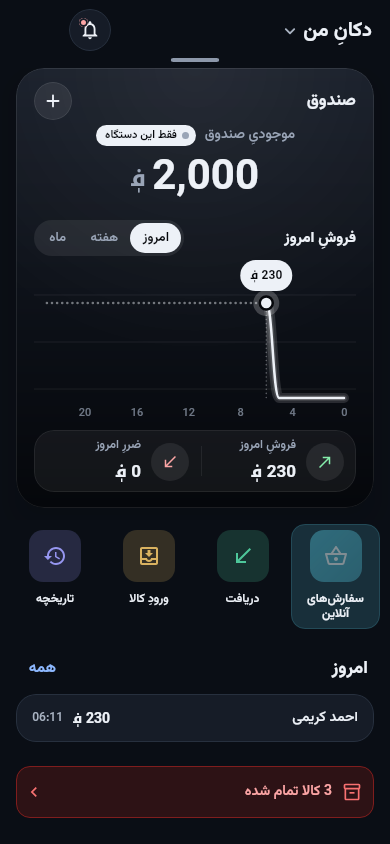 دکانِ من
صندوق
موجودیِ صندوق فقط این دستگاه
2,000 ؋
فروشِ امروز امروز هفته ماه
230 ؋
0 4 8 12 16 20
فروشِ امروز
230 ؋
ضررِ امروز
0 ؋
سفارش‌های
آنلاین
دریافت
ورودِ کالا
تاریخچه
امروز همه
احمد کریمی 230 ؋ 06:11
3 کالا تمام شده